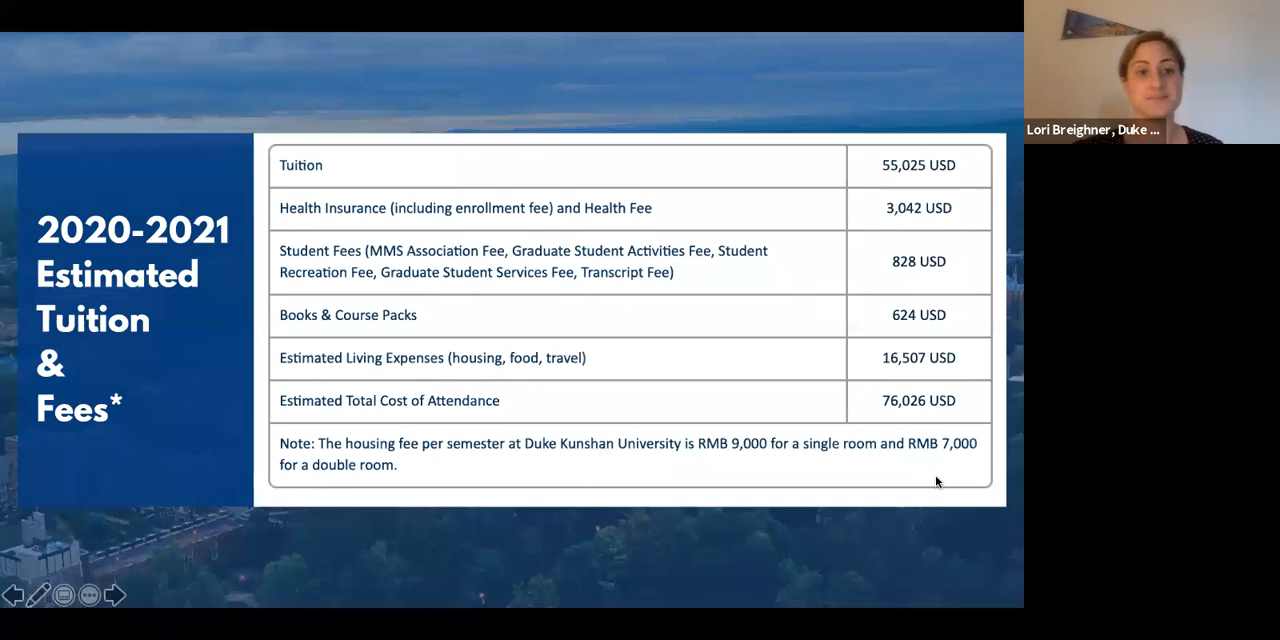 2020-2021
Estimated
Tuition
&
Fees*
Tuition
55,025 USD
Health Insurance (including enrollment fee) and Health Fee
3,042 USD
Student Fees (MMS Association Fee, Graduate Student Activities Fee, Student
Recreation Fee, Graduate Student Services Fee, Transcript Fee)
828 USD
Books & Course Packs
624 USD
Estimated Living Expenses (housing, food, travel)
16,507 USD
Estimated Total Cost of Attendance
76,026 USD
Note: The housing fee per semester at Duke Kunshan University is RMB 9,000 for a single room and RMB 7,000
for a double room.
Lori Breighner, Duke ...